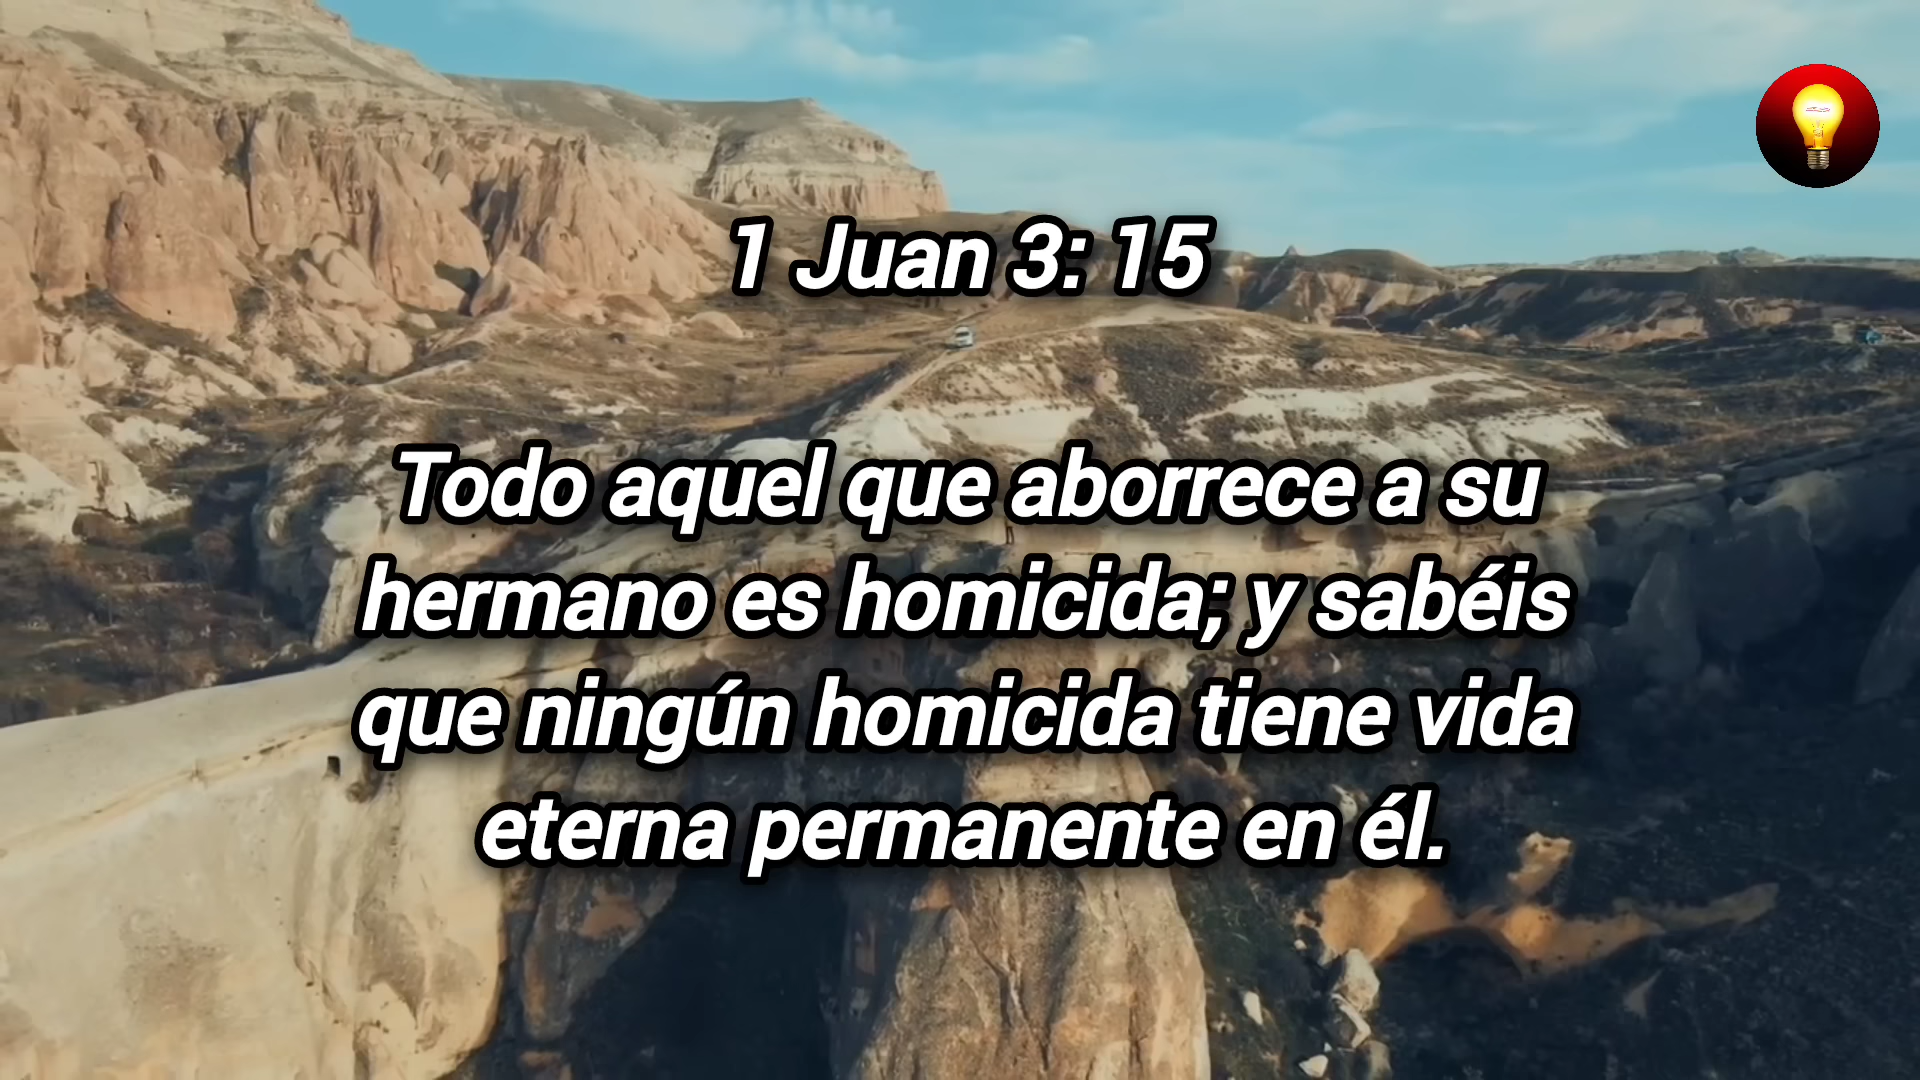 1 Juan 3: 15
Todo aquel que aborrece a su
hermano es homicida; y sabéis
que ningún homicida tiene vida
eterna permanente en él.